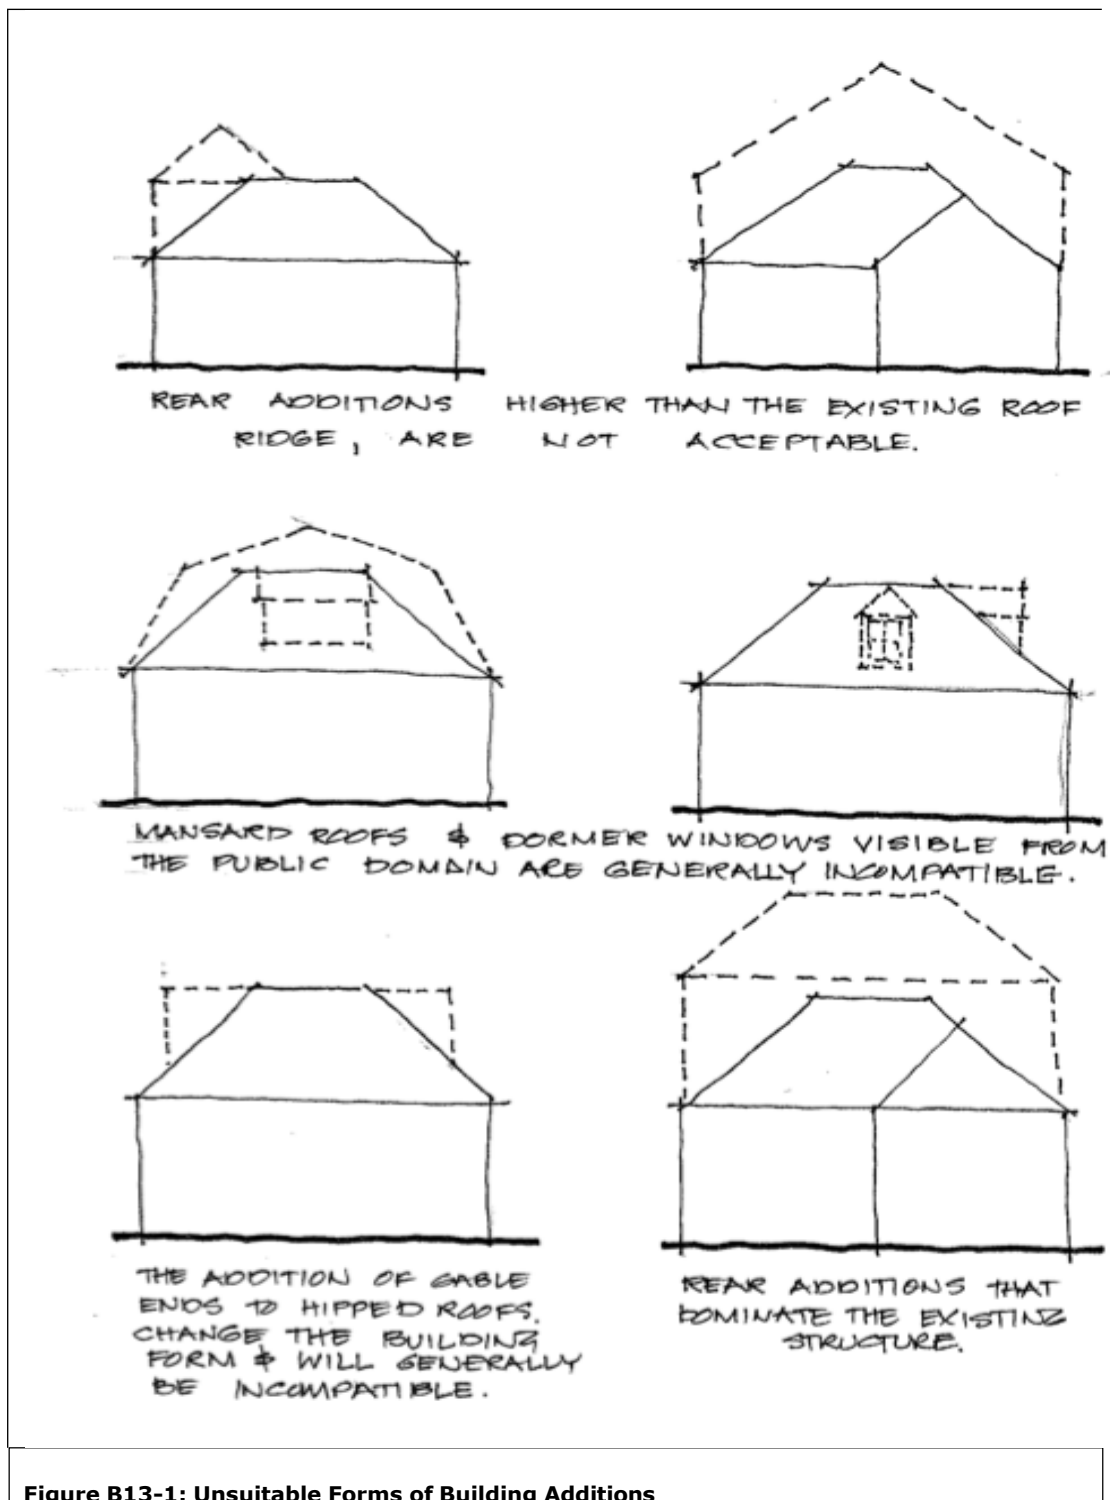 REAR ADDITIONS HIGHER THAN THE EXISTING ROOF
RIDGE, ARE NOT ACCEPTABLE.
MANSARD ROOFS & DORMER WINDOWS VISIBLE FROM
THE PUBLIC DOMAIN ARE GENERALLY INCOMPATIBLE.
THE ADDITION OF GABLE
ENDS TO HIPPED ROOFS.
CHANGE THE BUILDING
FORM & WILL GENERALLY
BE INCOMPATIBLE.
REAR ADDITIONS THAT
DOMINATE THE EXISTING
STRUCTURE.
Figure B13-1: Unsuitable Forms of Building Additions